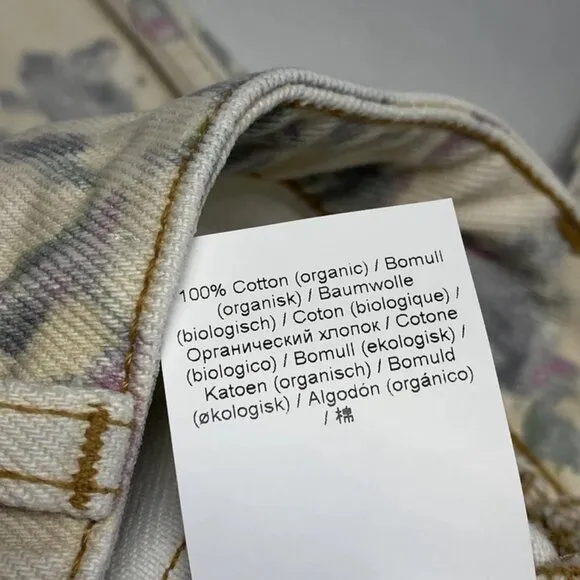 100% Cotton (organic) / Bomull
(organisk) / Baumwolle
(biologisch) / Coton (biologique) /
Органический хлопок / Cotone
(biologico) / Bomull (ekologisk) /
Katoen (organisch) / Bomuld
(økologisk) / Algodón (orgánico)
/ 棉